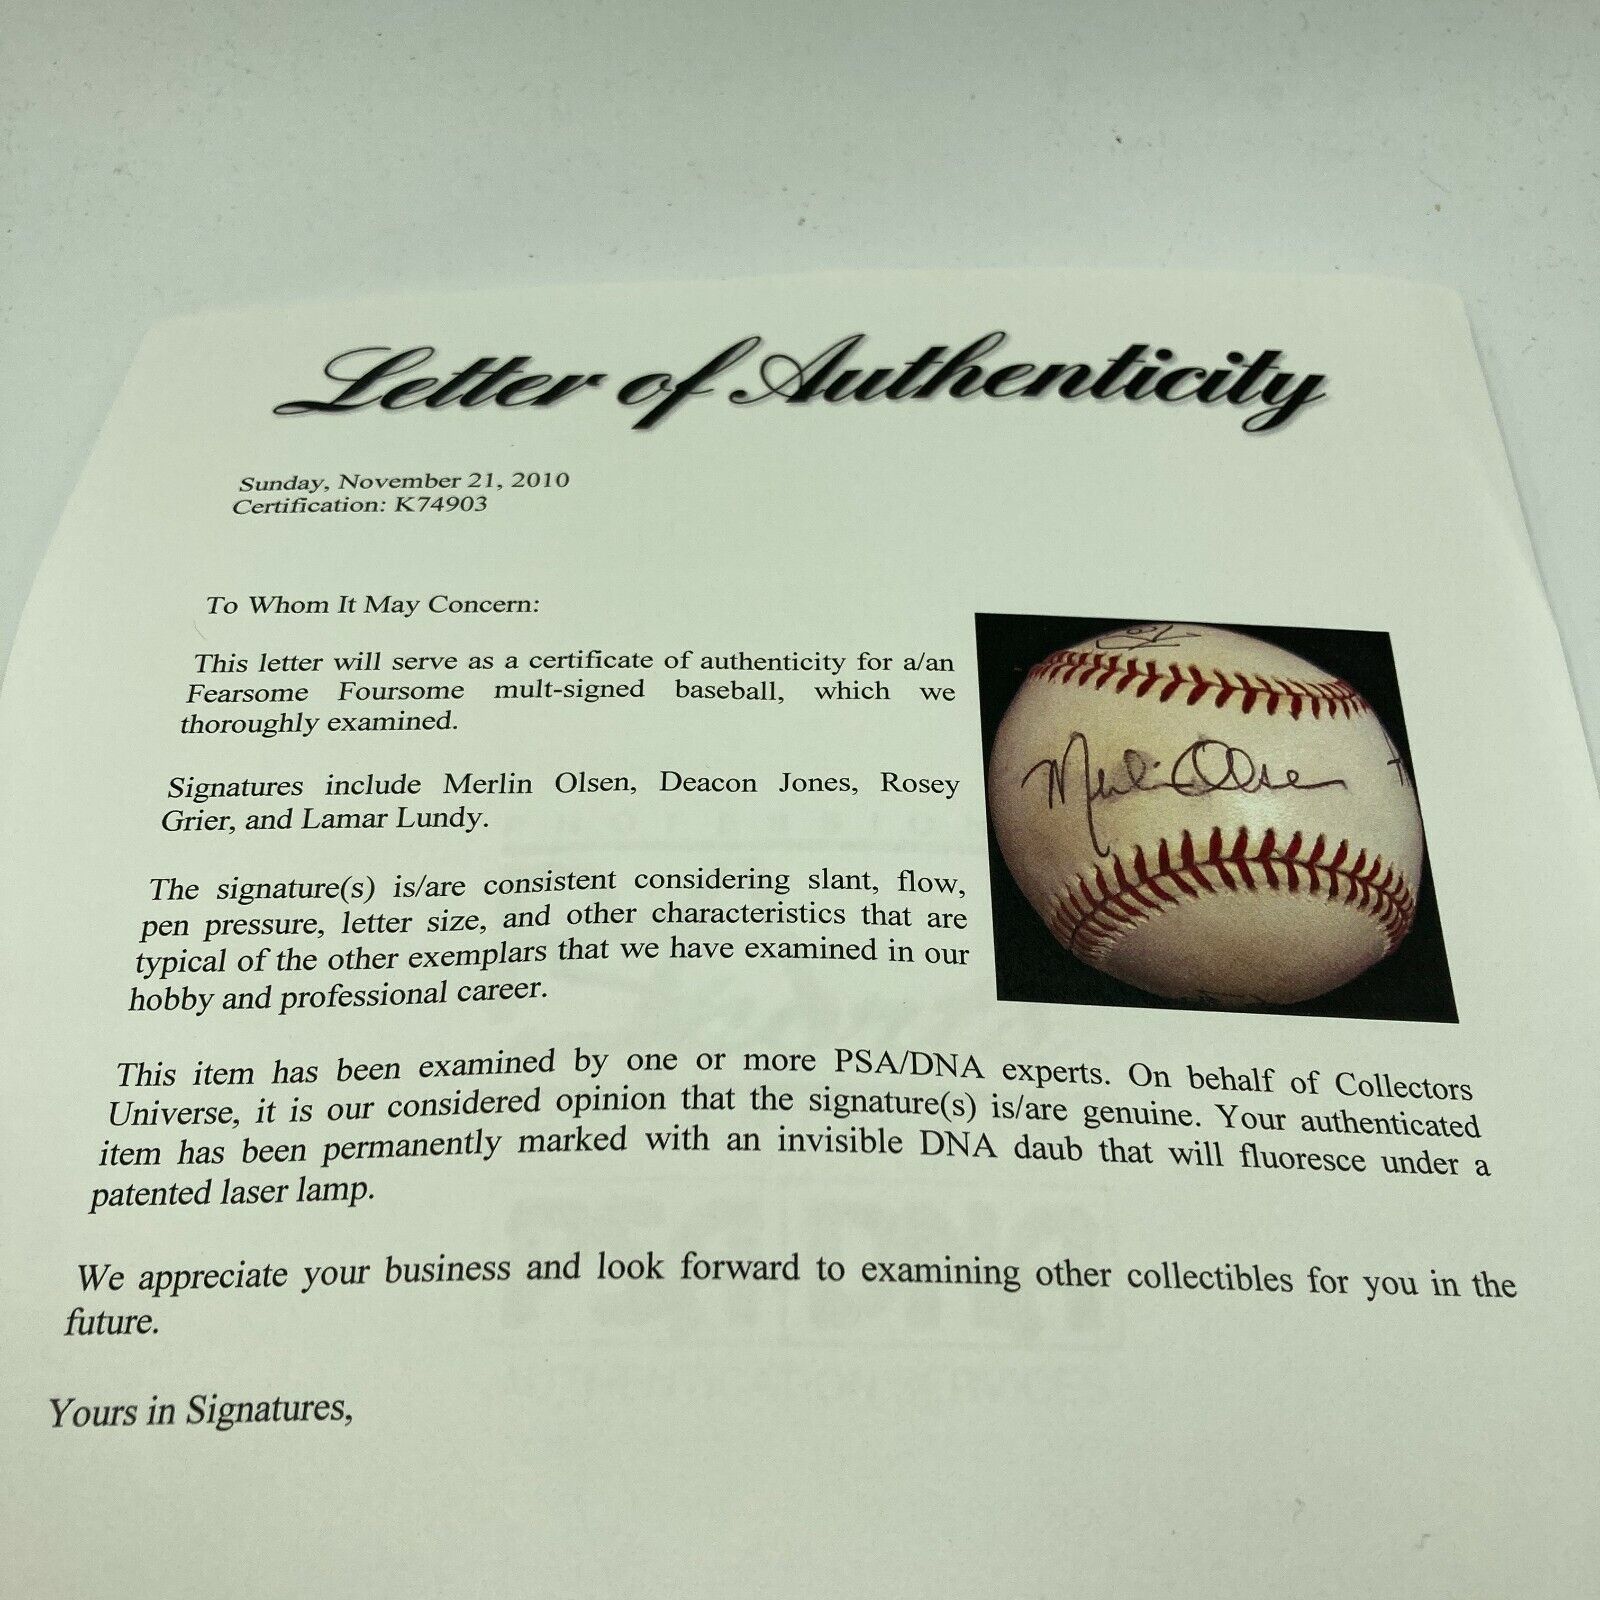 Letter of Authenticity
Sunday, November 21, 2010
Certification: K74903
To Whom It May Concern:
This letter will serve as a certificate of authenticity for a/an
Fearsome Foursome mult-signed baseball, which we
thoroughly examined.
Signatures include Merlin Olsen, Deacon Jones, Rosey
Grier, and Lamar Lundy.
The signature(s) is/are consistent considering slant, flow,
pen pressure, letter size, and other characteristics that are
typical of the other exemplars that we have examined in our
hobby and professional career.
Merlin Olsen
This item has been examined by one or more PSA/DNA experts. On behalf of Collectors
Universe, it is our considered opinion that the signature(s) is/are genuine. Your authenticated
item has been permanently marked with an invisible DNA daub that will fluoresce under a
patented laser lamp.
We appreciate your business and look forward to examining other collectibles for you in the
future.
Yours in Signatures,